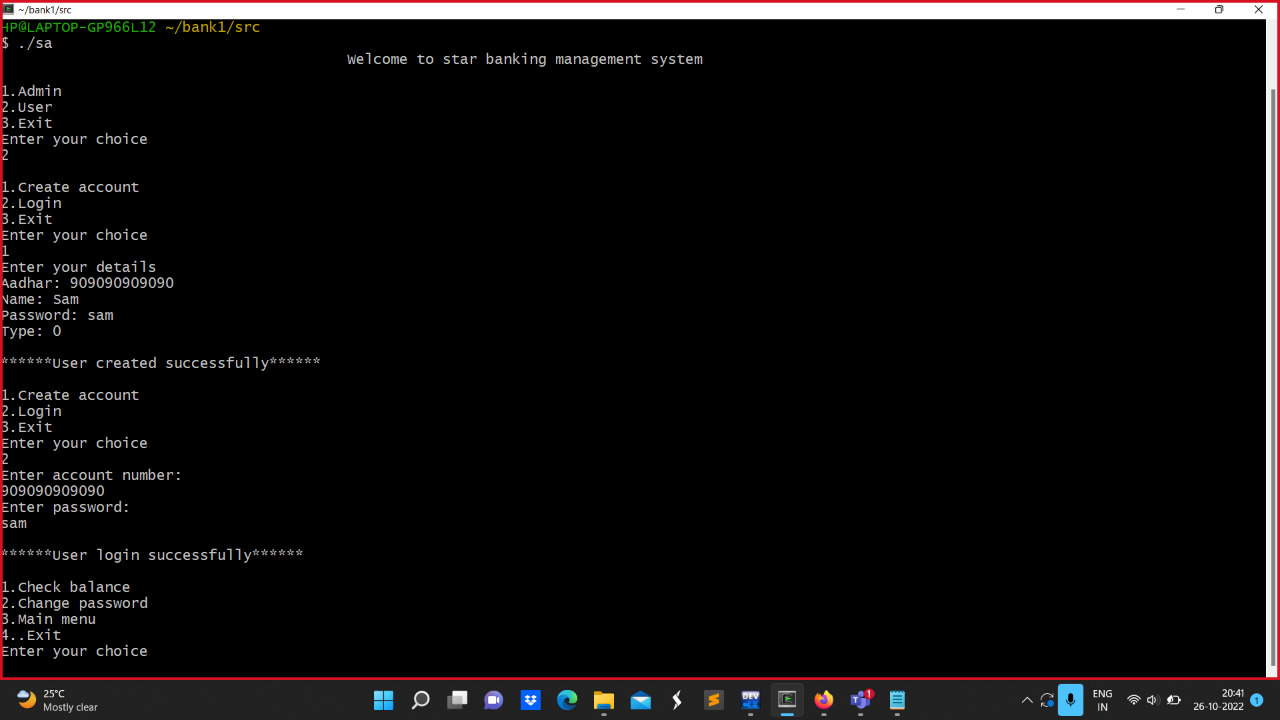 ~/bank1/src
HP@LAPTOP-GP966L12 ~/bank1/src
$ ./sa
Welcome to star banking management system
1.Admin
2.User
3.Exit
Enter your choice
2
1.Create account
2.Login
3.Exit
Enter your choice
1
Enter your details
Aadhar: 909090909090
Name: Sam
Password: sam
Type: 0
******User created successfully******
1.Create account
2.Login
3.Exit
Enter your choice
2
Enter account number:
909090909090
Enter password:
sam
******User login successfully******
1.Check balance
2.Change password
3.Main menu
4..Exit
Enter your choice
25°C
Mostly clear
DEV
1
ENG
IN
20:41
26-10-2022
1